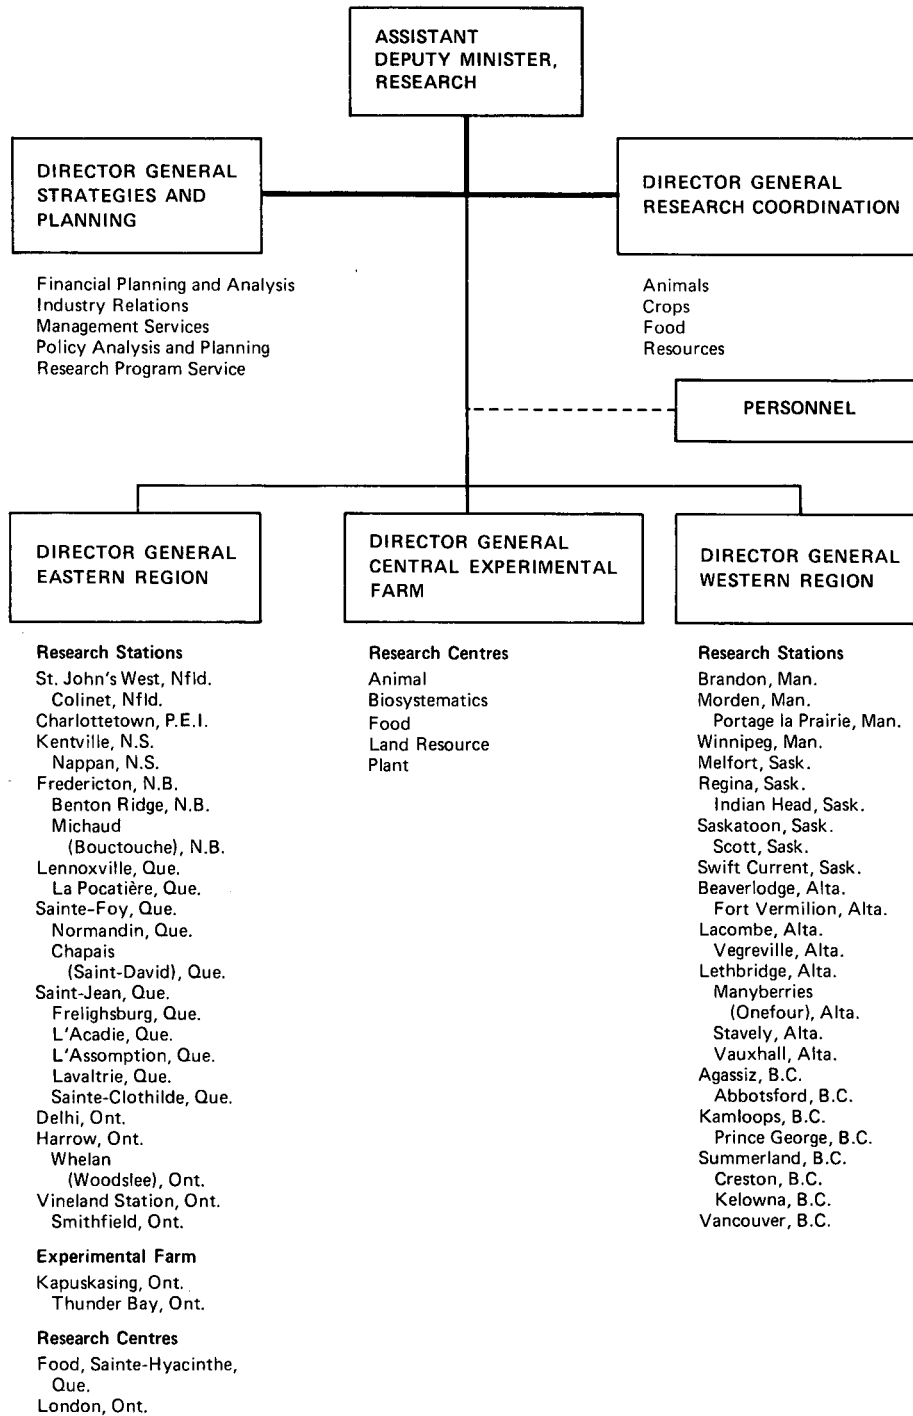 ASSISTANT
DEPUTY MINISTER,
RESEARCH
DIRECTOR GENERAL
STRATEGIES AND
PLANNING
Financial Planning and Analysis
Industry Relations
Management Services
Policy Analysis and Planning
Research Program Service
DIRECTOR GENERAL
RESEARCH COORDINATION
Animals
Crops
Food
Resources
PERSONNEL
DIRECTOR GENERAL
EASTERN REGION
Research Stations
St. John's West, Nfld.
Colinet, Nfld.
Charlottetown, P.E.I.
Kentville, N.S.
Nappan, N.S.
Fredericton, N.B.
Benton Ridge, N.B.
Michaud
(Bouctouche), N.B.
Lennoxville, Que.
La Pocatière, Que.
Sainte-Foy, Que.
Normandin, Que.
Chapais
(Saint-David), Que.
Saint-Jean, Que.
Frelighsburg, Que.
L'Acadie, Que.
L'Assomption, Que.
Lavaltrie, Que.
Sainte-Clothilde, Que.
Delhi, Ont.
Harrow, Ont.
Whelan
(Woodslee), Ont.
Vineland Station, Ont.
Smithfield, Ont.
Experimental Farm
Kapuskasing, Ont.
Thunder Bay, Ont.
Research Centres
Food, Sainte-Hyacinthe,
Que.
London, Ont.
DIRECTOR GENERAL
CENTRAL EXPERIMENTAL
FARM
Research Centres
Animal
Biosystematics
Food
Land Resource
Plant
DIRECTOR GENERAL
WESTERN REGION
Research Stations
Brandon, Man.
Morden, Man.
Portage la Prairie, Man.
Winnipeg, Man.
Melfort, Sask.
Regina, Sask.
Indian Head, Sask.
Saskatoon, Sask.
Scott, Sask.
Swift Current, Sask.
Beaverlodge, Alta.
Fort Vermilion, Alta.
Lacombe, Alta.
Vegreville, Alta.
Lethbridge, Alta.
Manyberries
(Onefour), Alta.
Stavely, Alta.
Vauxhall, Alta.
Agassiz, B.C.
Abbotsford, B.C.
Kamloops, B.C.
Prince George, B.C.
Summerland, B.C.
Creston, B.C.
Kelowna, B.C.
Vancouver, B.C.